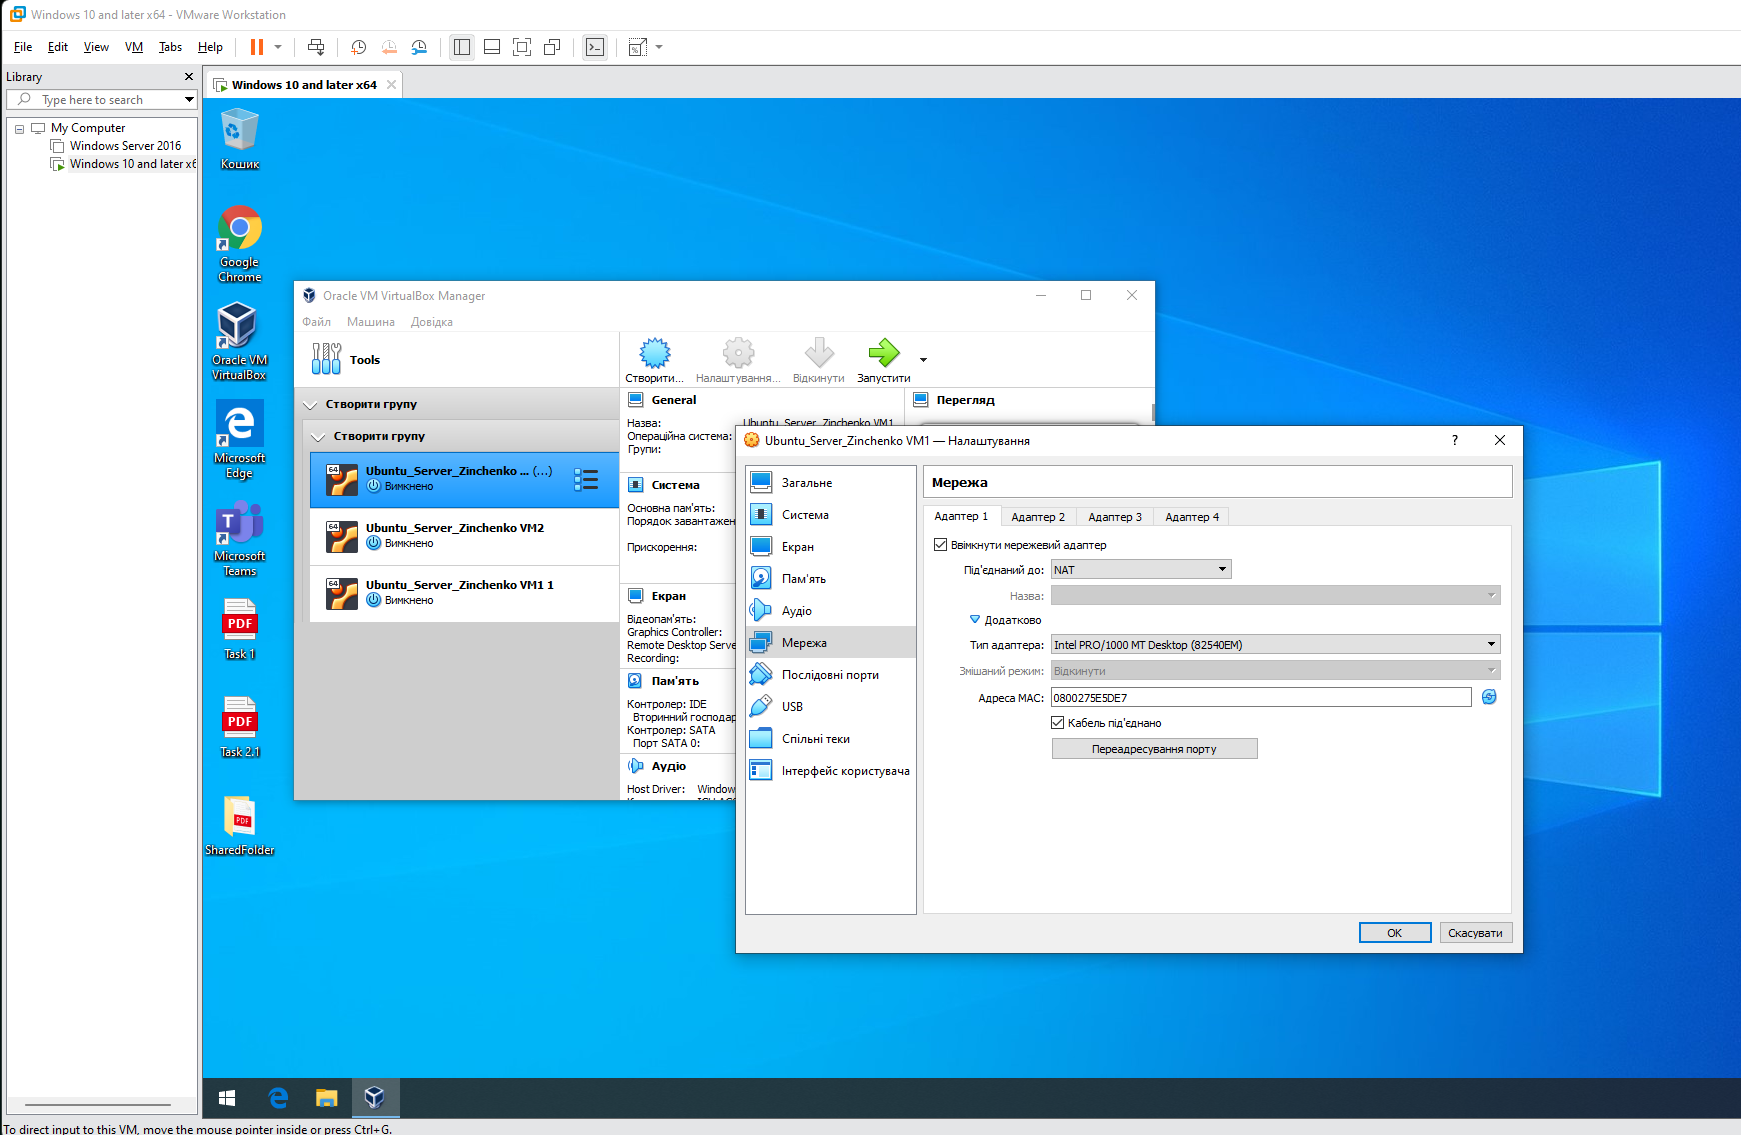 Windows 10 and later x64 - VMware Workstation
File Edit View VM Tabs Help
Library
Type here to search
My Computer
Windows Server 2016
Windows 10 and later x6
Windows 10 and later x64
Кошик
Google
Chrome
Oracle VM
VirtualBox
Microsoft
Edge
Microsoft
Teams
PDF
Task 1
PDF
Task 2.1
PDF
SharedFolder
Oracle VM VirtualBox Manager
Файл Машина Довідка
Tools
Створити... Налаштування... Відкинути Запустити
Створити групу
Створити групу
64
Ubuntu_Server_Zinchenko ... (...)
Вимкнено
64
Ubuntu_Server_Zinchenko VM2
Вимкнено
64
Ubuntu_Server_Zinchenko VM1 1
Вимкнено
General
Назва: Ubuntu_Server_Zinchenko VM1
Операційна система:
Групи:
Система
Основна пам'ять:
Порядок завантажен
Прискорення:
Екран
Відеопам'ять:
Graphics Controller:
Remote Desktop Serve
Recording:
Пам'ять
Контролер: IDE
Вторинний господар
Контролер: SATA
Порт SATA 0:
Аудіо
Host Driver: Window
Перегляд
Ubuntu_Server_Zinchenko VM1 — Налаштування
?
Загальне
Система
Екран
Пам'ять
Аудіо
Мережа
Послідовні порти
USB
Спільні теки
Інтерфейс користувача
Мережа
Адаптер 1 Адаптер 2 Адаптер 3 Адаптер 4
Ввімкнути мережевий адаптер
Під'єднаний до: NAT
Назва:
Додатково
Тип адаптера: Intel PRO/1000 MT Desktop (82540EM)
Змішаний режим: Відкинути
Адреса MAC: 0800275E5DE7
Кабель під'єднано
Переадресування порту
OK Скасувати
To direct input to this VM, move the mouse pointer inside or press Ctrl+G.